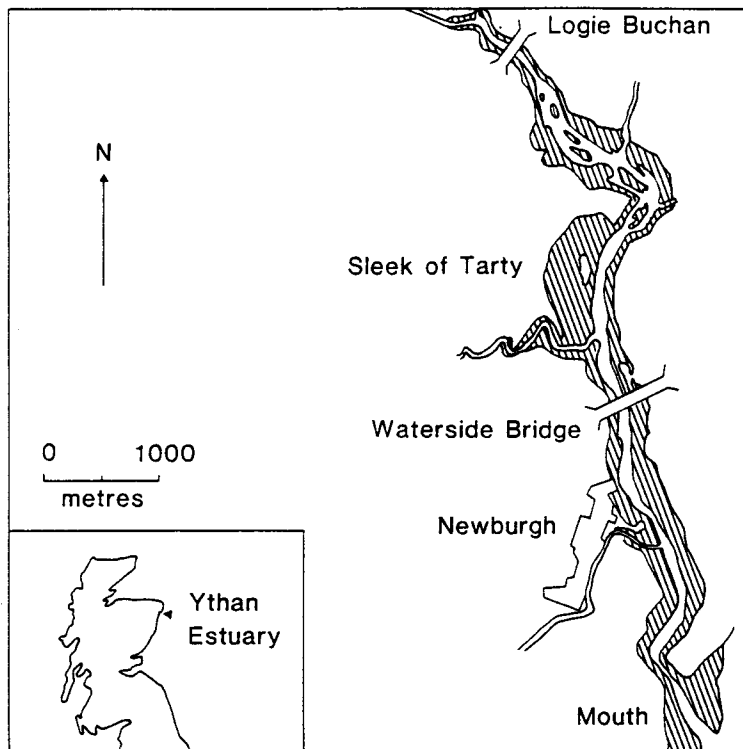 Logie Buchan
N
Sleek of Tarty
Waterside Bridge
0 1000
metres
Newburgh
Ythan
Estuary
Mouth